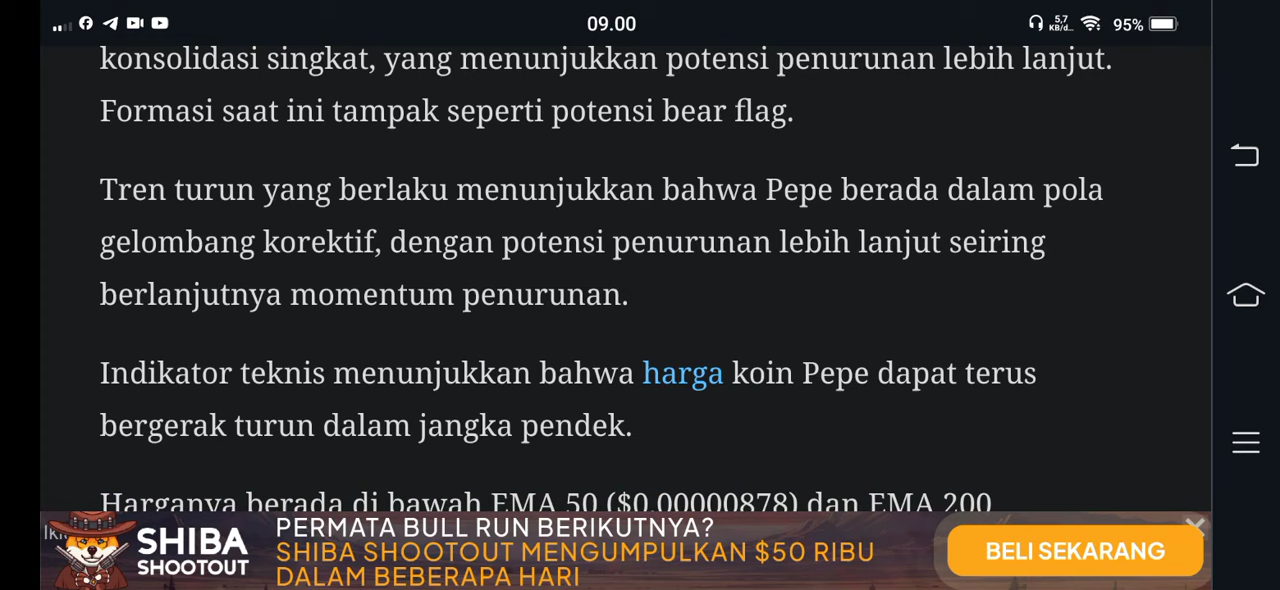 09.00
5,7
KB/d...
95%
konsolidasi singkat, yang menunjukkan potensi penurunan lebih lanjut.
Formasi saat ini tampak seperti potensi bear flag.
Tren turun yang berlaku menunjukkan bahwa Pepe berada dalam pola
gelombang korektif, dengan potensi penurunan lebih lanjut seiring
berlanjutnya momentum penurunan.
Indikator teknis menunjukkan bahwa harga koin Pepe dapat terus
bergerak turun dalam jangka pendek.
Harganya berada di bawah EMA 50 ($0.00000878) dan EMA 200
SHIBA
SHOOTOUT
PERMATA BULL RUN BERIKUTNYA?
SHIBA SHOOTOUT MENGUMPULKAN $50 RIBU
DALAM BEBERAPA HARI
BELI SEKARANG